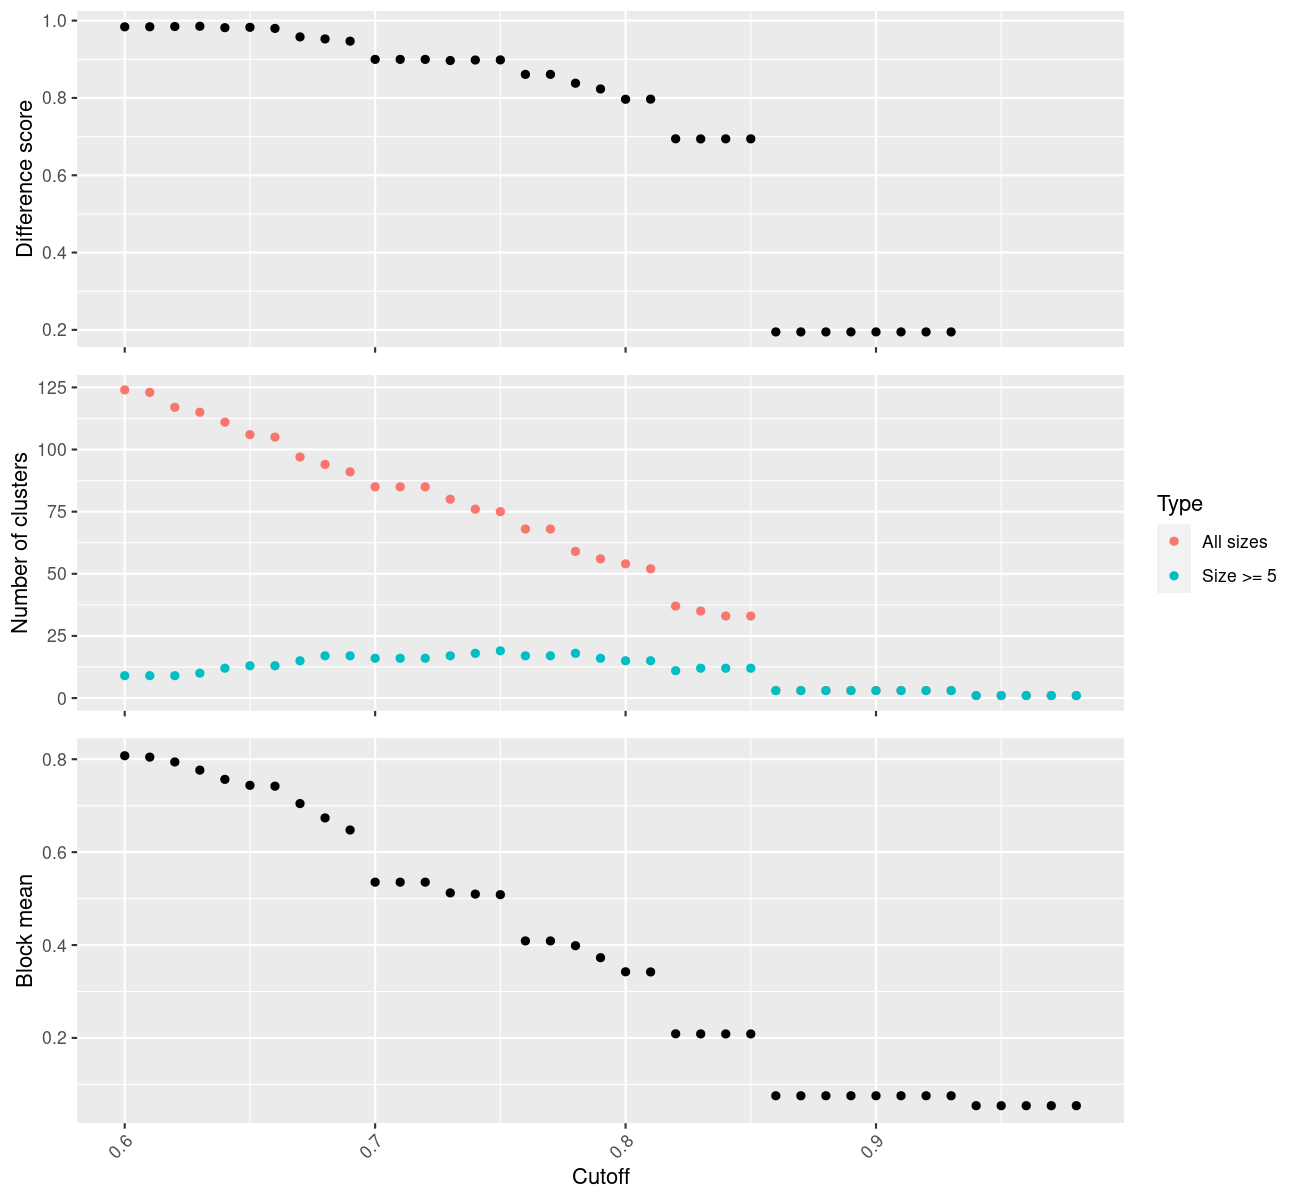 Difference score
1.0
0.8
0.6
0.4
0.2
Number of clusters
125
100
75
50
25
0
Type
All sizes
Size >= 5
Block mean
0.8
0.6
0.4
0.2
0.6
0.7
0.8
0.9
Cutoff